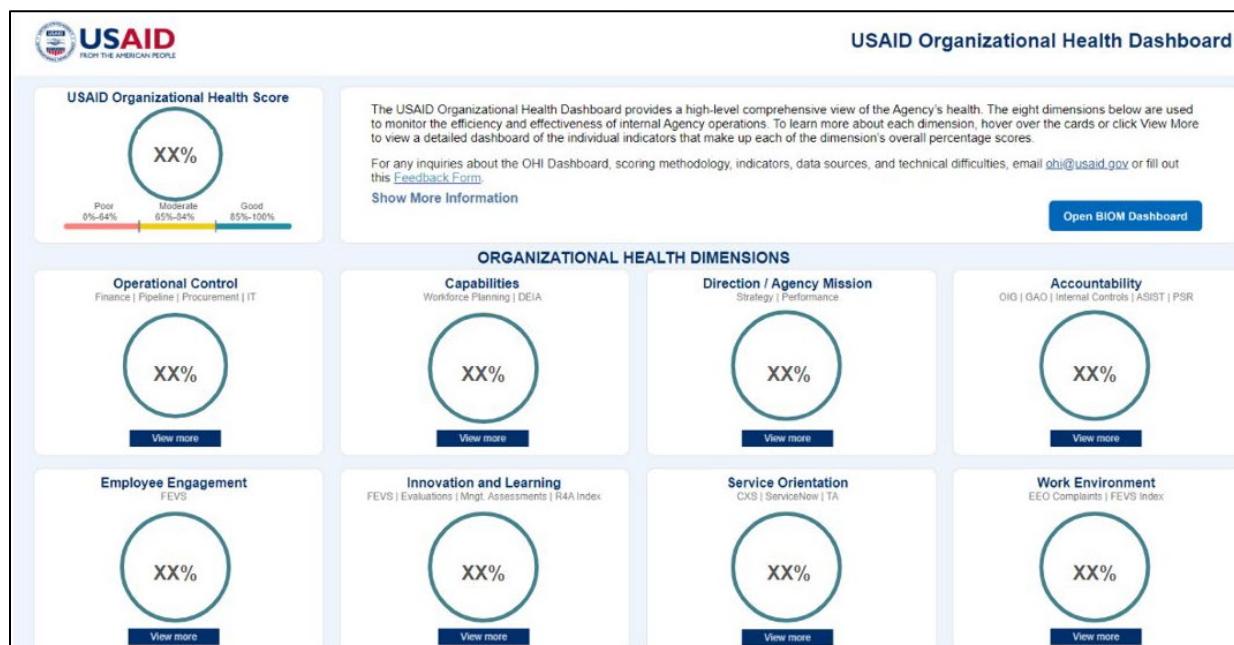 USAID
FROM THE AMERICAN PEOPLE
USAID Organizational Health Dashboard
USAID Organizational Health Score
XX%
Poor Moderate Good
0%-64% 65%-84% 85%-100%
The USAID Organizational Health Dashboard provides a high-level comprehensive view of the Agency's health. The eight dimensions below are used
to monitor the efficiency and effectiveness of internal Agency operations. To learn more about each dimension, hover over the cards or click View More
to view a detailed dashboard of the individual indicators that make up each of the dimension's overall percentage scores.
For any inquiries about the OHI Dashboard, scoring methodology, indicators, data sources, and technical difficulties, email ohi@usaid.gov or fill out
this Feedback Form.
Show More Information
Open BIOM Dashboard
ORGANIZATIONAL HEALTH DIMENSIONS
Operational Control
Finance | Pipeline | Procurement | IT
XX%
View more
Capabilities
Workforce Planning | DEIA
XX%
View more
Direction / Agency Mission
Strategy | Performance
XX%
View more
Accountability
OIG | GAO | Internal Controls | ASIST | PSR
XX%
View more
Employee Engagement
FEVS
XX%
View more
Innovation and Learning
FEVS | Evaluations | Mngt. Assessments | R4A Index
XX%
View more
Service Orientation
CXS | ServiceNow | TA
XX%
View more
Work Environment
EEO Complaints | FEVS Index
XX%
View more